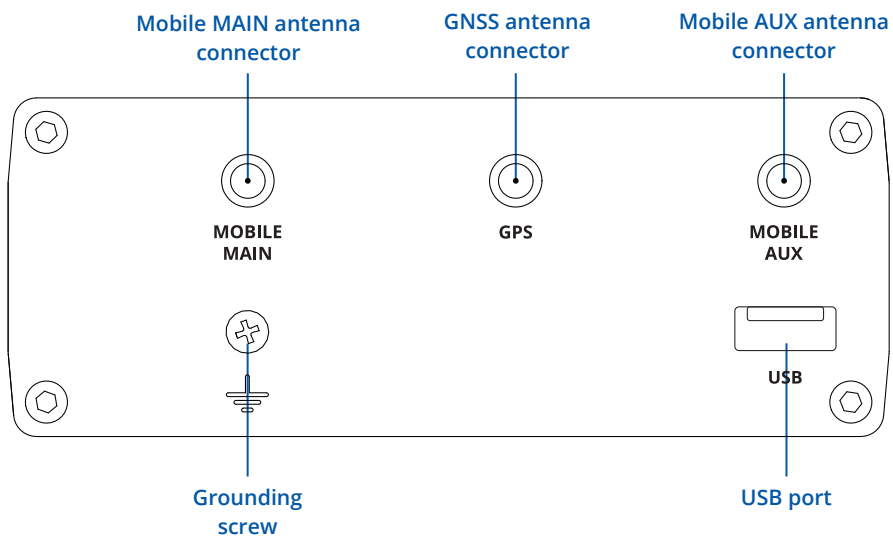 Mobile MAIN antenna
connector
GNSS antenna
connector
Mobile AUX antenna
connector
MOBILE
MAIN
GPS
MOBILE
AUX
USB
Grounding
screw
USB port